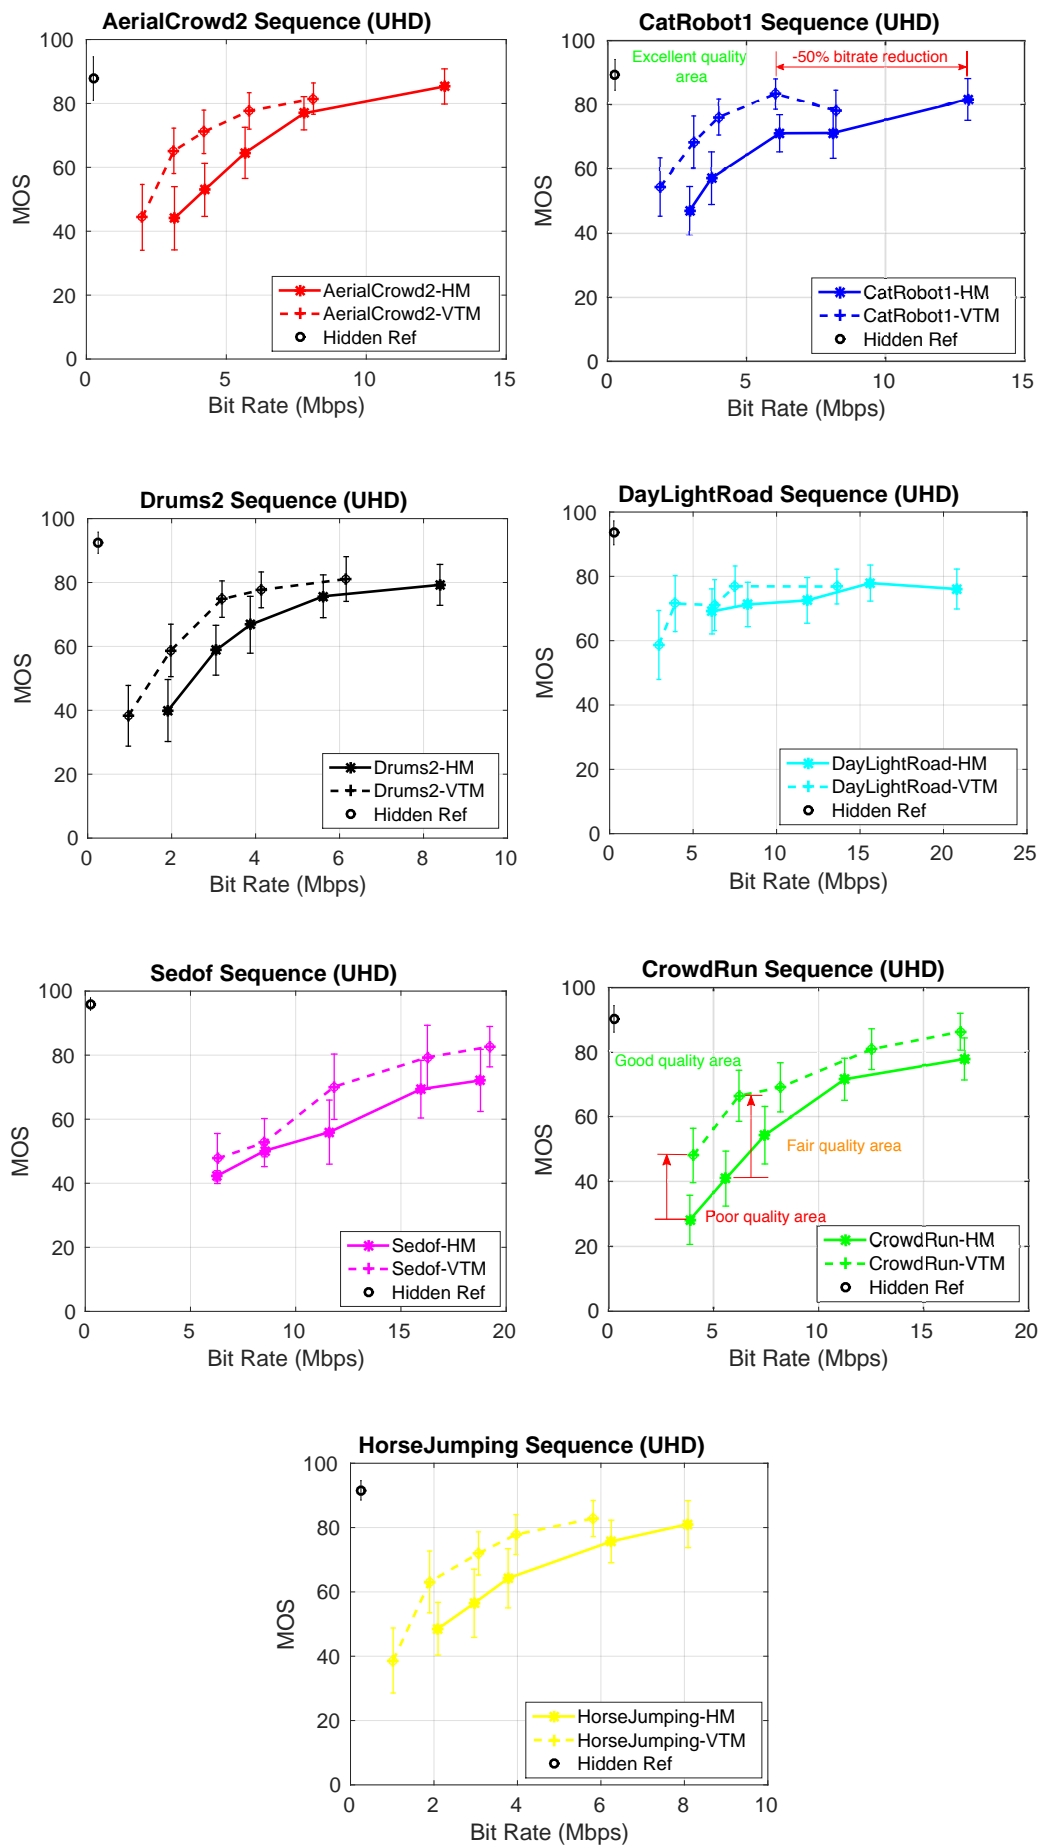 AerialCrowd2 Sequence (UHD)
100
80
60
40
20
0
MOS
0 5 10 15
Bit Rate (Mbps)
AerialCrowd2-HM
AerialCrowd2-VTM
Hidden Ref
CatRobot1 Sequence (UHD)
100
80
60
40
20
0
MOS
Excellent quality
area
-50% bitrate reduction
0 5 10 15
Bit Rate (Mbps)
CatRobot1-HM
CatRobot1-VTM
Hidden Ref
Drums2 Sequence (UHD)
100
80
60
40
20
0
MOS
0 2 4 6 8 10
Bit Rate (Mbps)
Drums2-HM
Drums2-VTM
Hidden Ref
DayLightRoad Sequence (UHD)
100
80
60
40
20
0
MOS
0 5 10 15 20 25
Bit Rate (Mbps)
DayLightRoad-HM
DayLightRoad-VTM
Hidden Ref
Sedof Sequence (UHD)
100
80
60
40
20
0
MOS
0 5 10 15 20
Bit Rate (Mbps)
Sedof-HM
Sedof-VTM
Hidden Ref
CrowdRun Sequence (UHD)
100
80
60
40
20
0
MOS
Good quality area
Fair quality area
Poor quality area
0 5 10 15 20
Bit Rate (Mbps)
CrowdRun-HM
CrowdRun-VTM
Hidden Ref
HorseJumping Sequence (UHD)
100
80
60
40
20
0
MOS
0 2 4 6 8 10
Bit Rate (Mbps)
HorseJumping-HM
HorseJumping-VTM
Hidden Ref